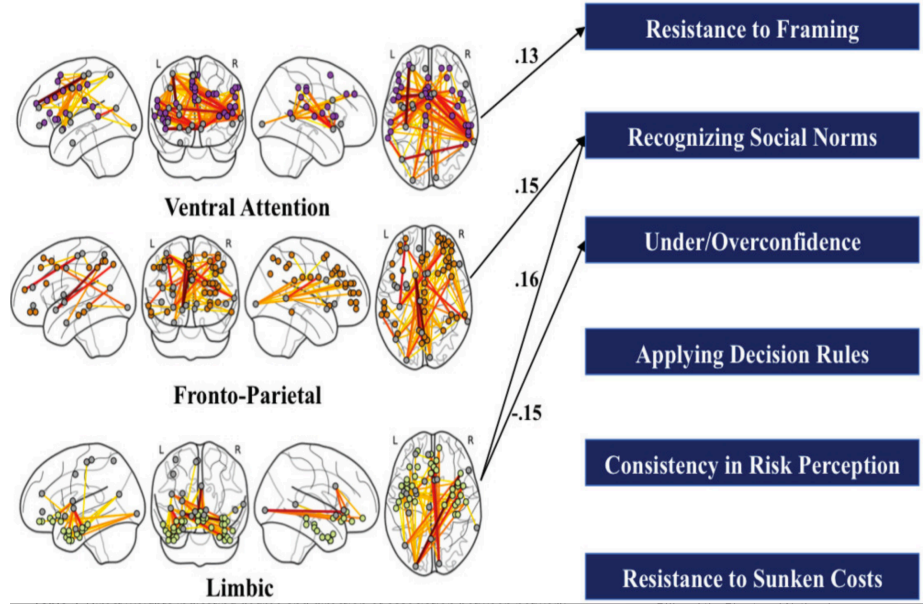 Resistance to Framing
.13
L
R
L
R
Ventral Attention
Recognizing Social Norms
.15
L
R
L
R
Fronto-Parietal
Under/Overconfidence
.16
Applying Decision Rules
-.15
L
R
L
R
Limbic
Consistency in Risk Perception
Resistance to Sunken Costs